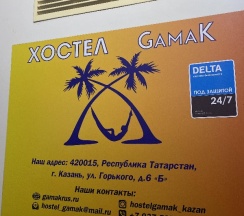 ХОСТЕЛ GamaK
DELTA
ПОД ЗАЩИТОЙ
24/7
Наш адрес: 420015, Республика Татарстан,
г. Казань, ул. Горького, д.6 «Б»
Наши контакты:
gamakrus.ru
hostelgamak_kazan
hostel_gamak@mail.ru